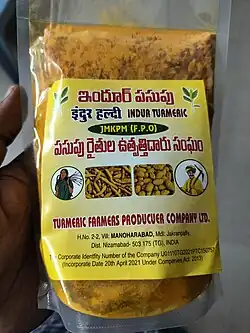 ఇందూర్ పసుపు
इंदुर हल्दी INDUR TURMERIC
JMKPM (F.P.O)
పసుపు రైతుల ఉత్పత్తిదారు సంఘం
TURMERIC FARMERS PRODUCUER COMPANY LTD.
H.No. 2-2, Vill: MANOHARABAD, Mdl: Jakranpally,
Dist. Nizamabad- 503 175 (TG), INDIA
Corporate Identify Number of the Company
(Incorporate Date 20th April 2021 Under Companies Act. 2013)